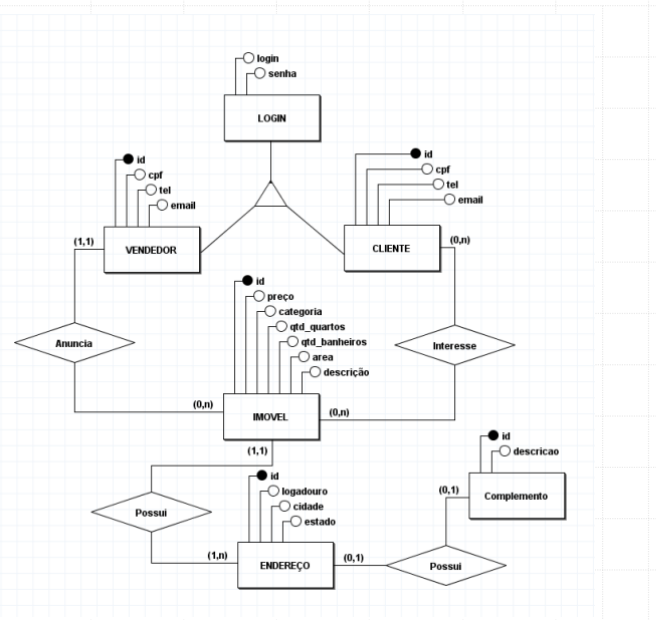 login
senha
LOGIN
id
cpf
tel
email
VENDEDOR
(1,1)
id
cpf
tel
email
CLIENTE
(0,n)
id
preço
categoria
qtd_quartos
qtd_banheiros
area
descrição
Anuncia
Interesse
(0,n)
IMOVEL
(0,n)
(1,1)
id
logadouro
cidade
estado
Possui
(1,n)
ENDEREÇO
(0,1)
id
descricao
(0,1)
Complemento
Possui